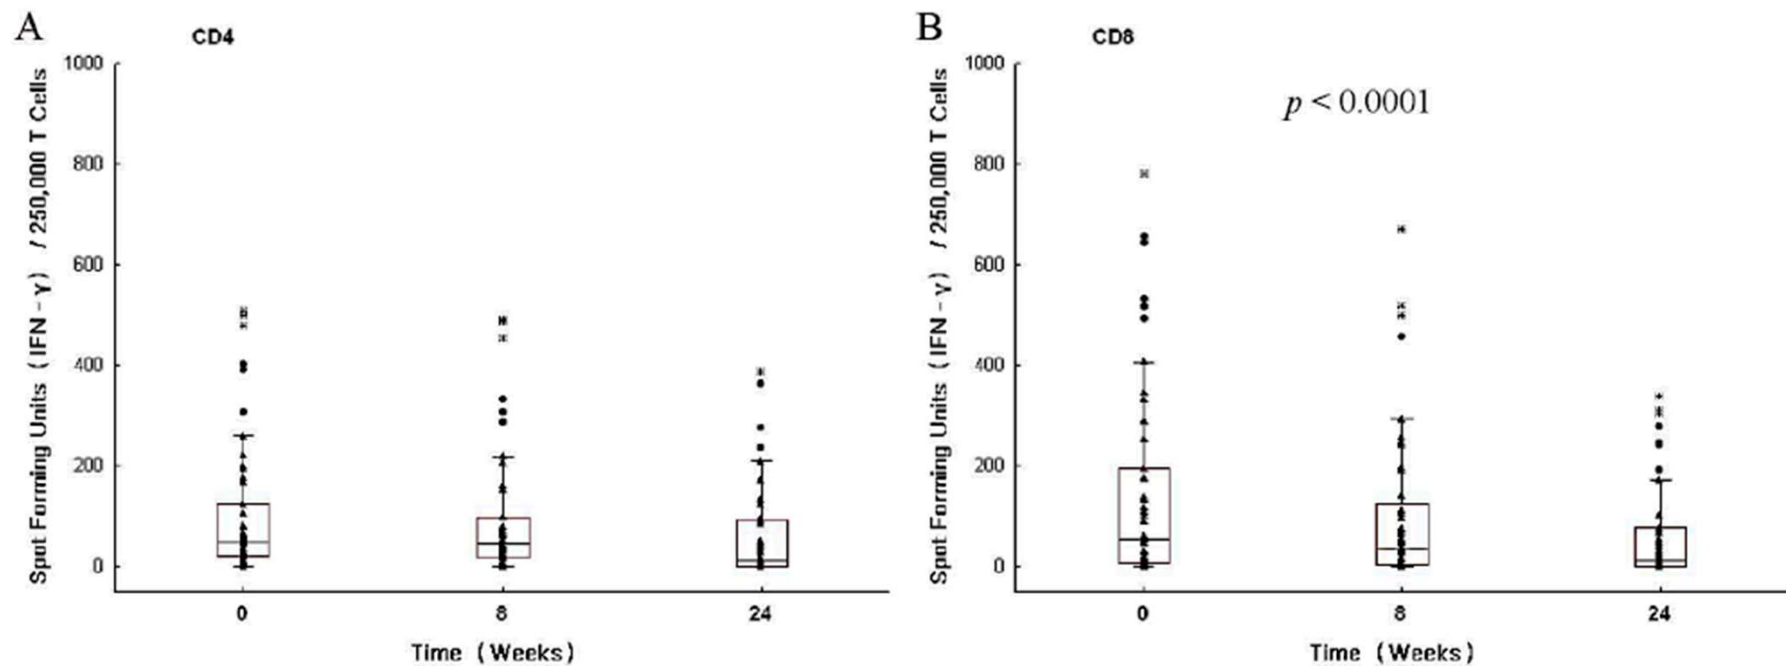 A
CD4
Spot Forming Units (IFN - γ) / 250,000 T Cells
1000
800
600
400
200
0
0 8 24
Time (Weeks)
B
CD8
p < 0.0001
Spot Forming Units (IFN - γ) / 250,000 T Cells
1000
800
600
400
200
0
0 8 24
Time (Weeks)